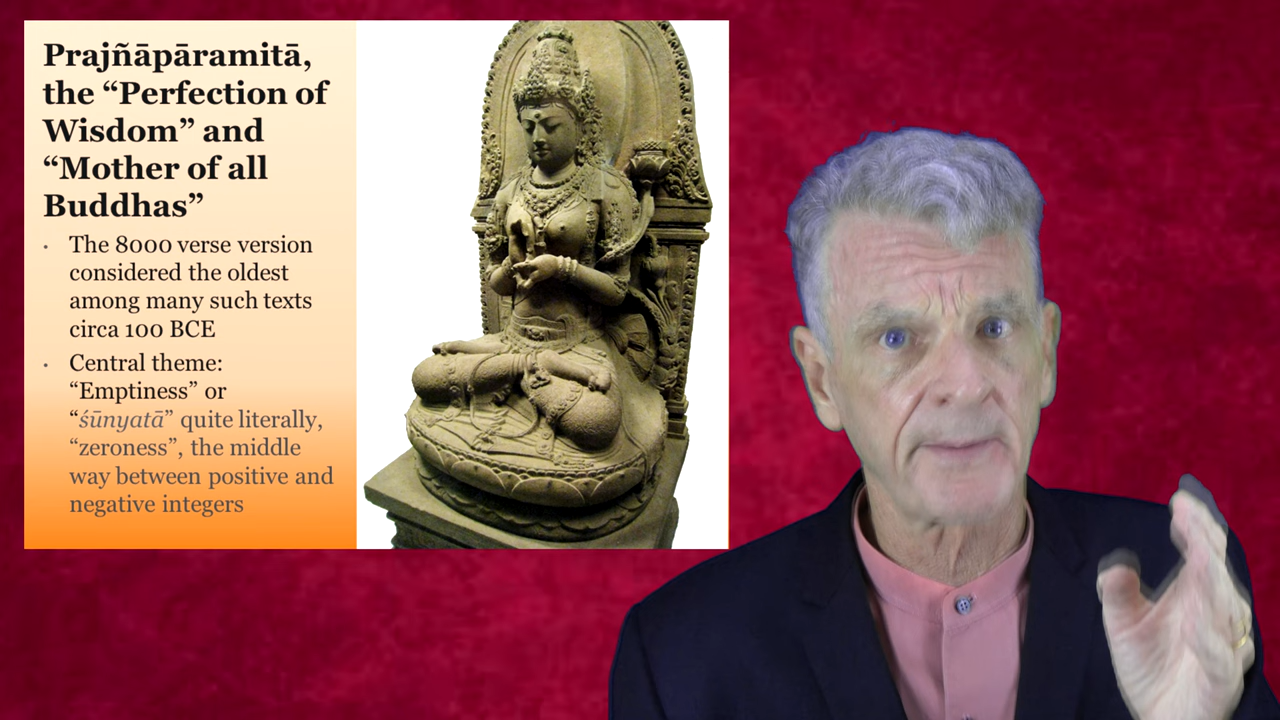 Prajñāpāramitā,
the “Perfection of
Wisdom” and
“Mother of all
Buddhas”
• The 8000 verse version
considered the oldest
among many such texts
circa 100 BCE
• Central theme:
“Emptiness” or
“śūnyatā” quite literally,
“zeroness”, the middle
way between positive and
negative integers